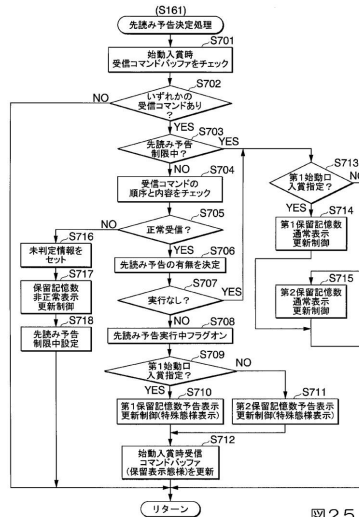 (S161)
先読み予告決定処理
S701
始動入賞時
受信コマンドバッファをチェック
S702
いずれかの
受信コマンドあり
?
NO
YES
S703
先読み予告
制限中?
YES
NO
S704
受信コマンドの
順序と内容をチェック
S705
正常受信?
NO
YES
S706
先読み予告の有無を決定
S707
実行なし?
YES
NO
S708
先読み予告実行中フラグオン
S709
第1始動口
入賞指定?
NO
YES
S710
第1保留記憶数予告表示
更新制御(特殊態様表示)
S711
第2保留記憶数予告表示
更新制御(特殊態様表示)
S712
始動入賞時受信
コマンドバッファ
(保留表示態様)を更新
S713
第1始動口
入賞指定?
YES
S714
第1保留記憶数
通常表示
更新制御
S715
第2保留記憶数
通常表示
更新制御
S716
未判定情報を
セット
S717
保留記憶数
非正常表示
更新制御
S718
先読み予告
制限中設定
リターン
図25